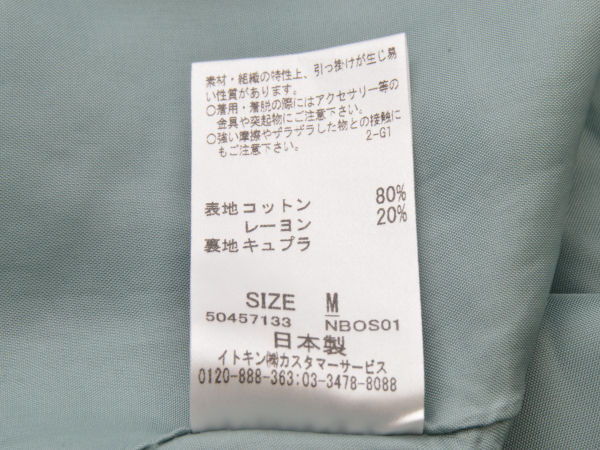 素材・組織の特性上、引っ掛けが生じ易
い性質があります。
○着用・着脱の際にはアクセサリー等の
金具や突起物にご注意下さい。
○強い摩擦やザラザラした物との接触に
もご注意下さい。 2-G1
表地 コットン 80%
レーヨン 20%
裏地 キュプラ
SIZE M
50457133 NBOS01
日本製
イトキン㈱カスタマーサービス
0120-888-363:03-3478-8088